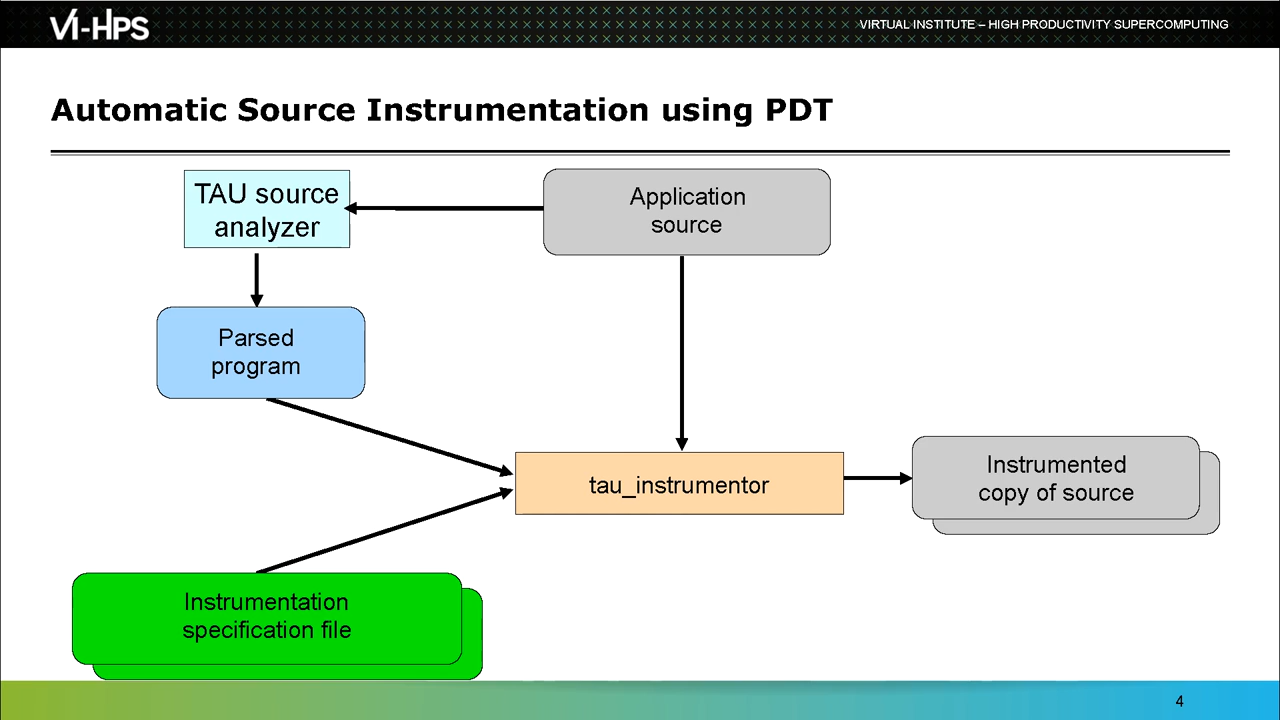 VI-HPS
VIRTUAL INSTITUTE – HIGH PRODUCTIVITY SUPERCOMPUTING
Automatic Source Instrumentation using PDT
TAU source
analyzer
Application
source
Parsed
program
tau_instrumentor
Instrumented
copy of source
Instrumentation
specification file
4